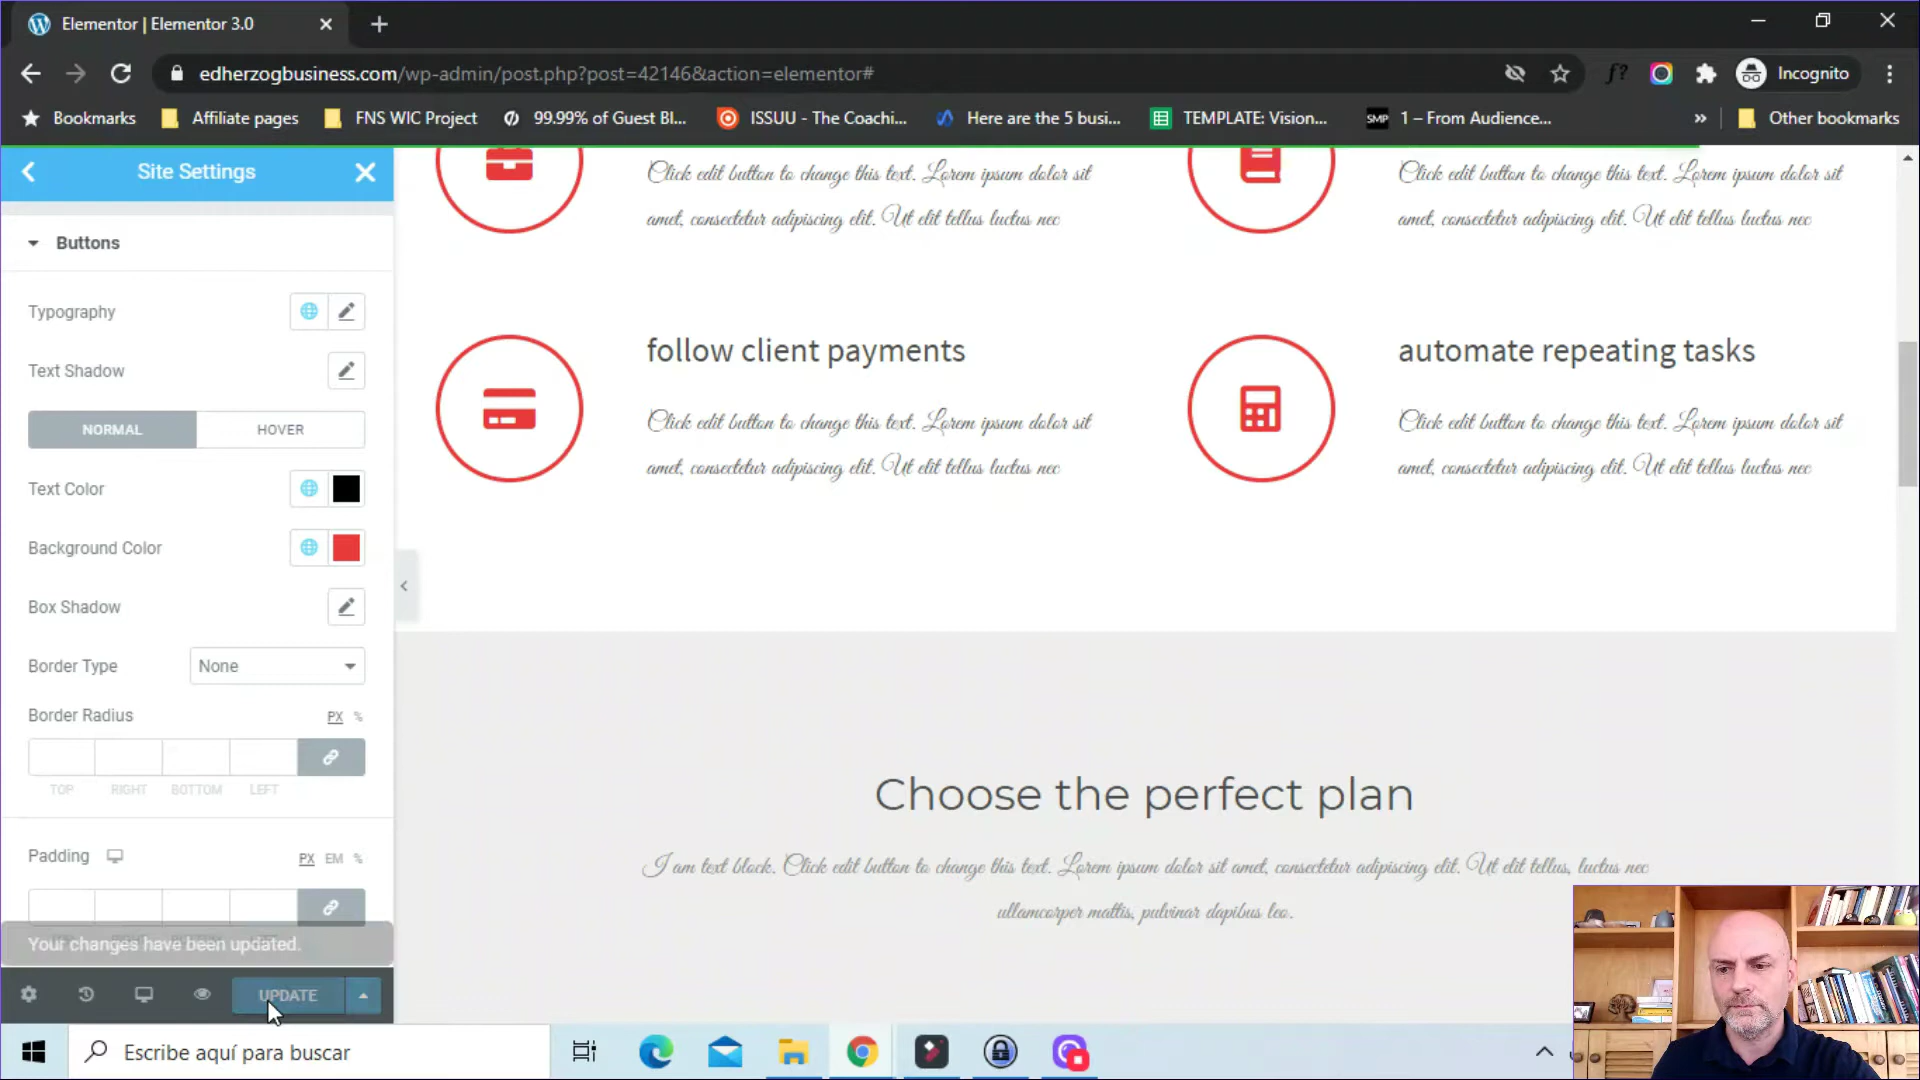 Elementor | Elementor 3.0
edherzogbusiness.com/wp-admin/post.php?post=42146&action=elementor#
Incognito
Bookmarks
Affiliate pages
FNS WIC Project
99.99% of Guest Bl...
ISSUU - The Coachi...
Here are the 5 busi...
TEMPLATE: Vision...
SMP
1 – From Audience...
Other bookmarks
Site Settings
Buttons
Typography
Text Shadow
NORMAL HOVER
Text Color
Background Color
Box Shadow
Border Type None
Border Radius PX %
TOP RIGHT BOTTOM LEFT
Padding PX EM %
Your changes have been updated.
UPDATE
Click edit button to change this text. Lorem ipsum dolor sit
amet, consectetur adipiscing elit. Ut elit tellus luctus nec
Click edit button to change this text. Lorem ipsum dolor sit
amet, consectetur adipiscing elit. Ut elit tellus luctus nec
follow client payments
Click edit button to change this text. Lorem ipsum dolor sit
amet, consectetur adipiscing elit. Ut elit tellus luctus nec
automate repeating tasks
Click edit button to change this text. Lorem ipsum dolor sit
amet, consectetur adipiscing elit. Ut elit tellus luctus nec
Choose the perfect plan
I am text block. Click edit button to change this text. Lorem ipsum dolor sit amet, consectetur adipiscing elit. Ut elit tellus, luctus nec
ullamcorper mattis, pulvinar dapibus leo.
Escribe aquí para buscar